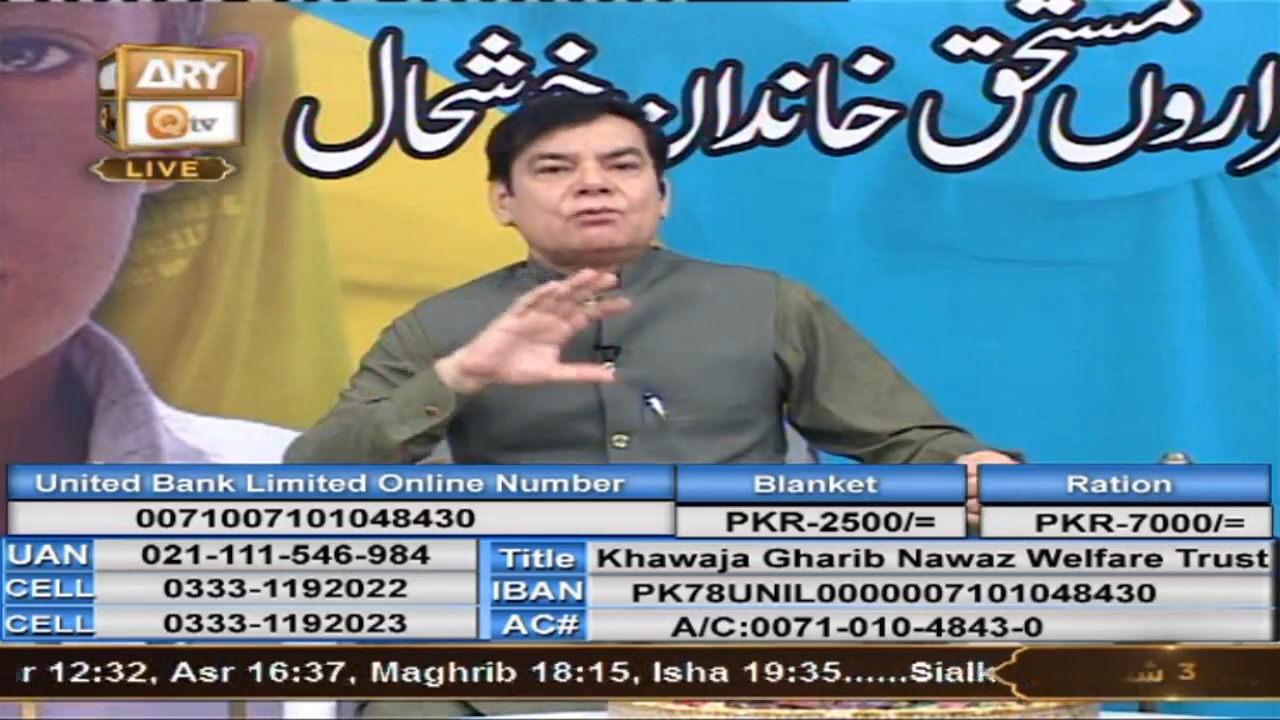 مستحق
خاندان خشحال
ARY
Qtv
LIVE
United Bank Limited Online Number
0071007101048430
Blanket
PKR-2500/=
Ration
PKR-7000/=
UAN 021-111-546-984
CELL 0333-1192022
CELL 0333-1192023
Title Khawaja Gharib Nawaz Welfare Trust
IBAN PK78UNIL0000007101048430
AC# A/C:0071-010-4843-0
12:32, Asr 16:37, Maghrib 18:15, Isha 19:35......Sialk
3